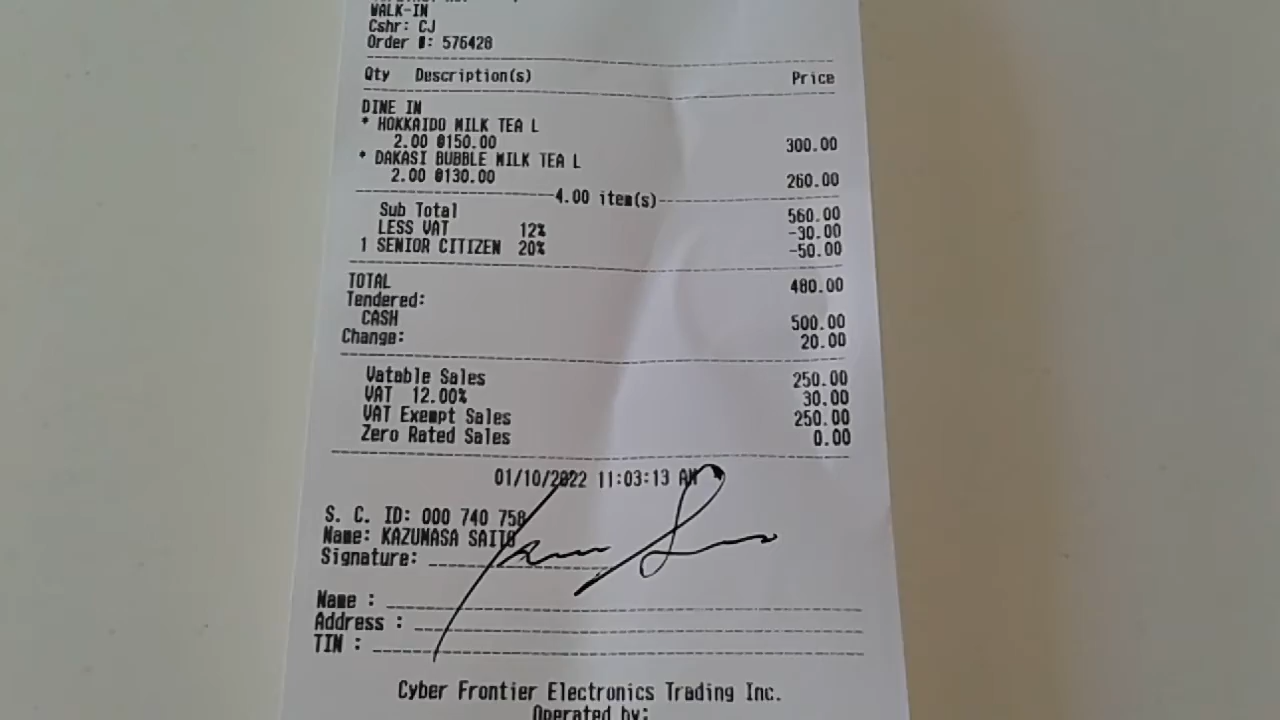 WALK-IN
Cshr: CJ
Order #: 576428
Qty Description(s) Price
DINE IN
* HOKKAIDO MILK TEA L
2.00 @150.00 300.00
* DAKASI BUBBLE MILK TEA L
2.00 @130.00 260.00
4.00 item(s)
Sub Total 560.00
LESS VAT 12% -30.00
1 SENIOR CITIZEN 20% -50.00
TOTAL 480.00
Tendered:
CASH 500.00
Change: 20.00
Vatable Sales 250.00
VAT 12.00% 30.00
VAT Exempt Sales 250.00
Zero Rated Sales 0.00
01/10/2022 11:03:13 AM
S. C. ID: 000 740 758
Name: KAZUMASA SAITO
Signature:
Name :
Address :
TIN :
Cyber Frontier Electronics Trading Inc.
Operated by: